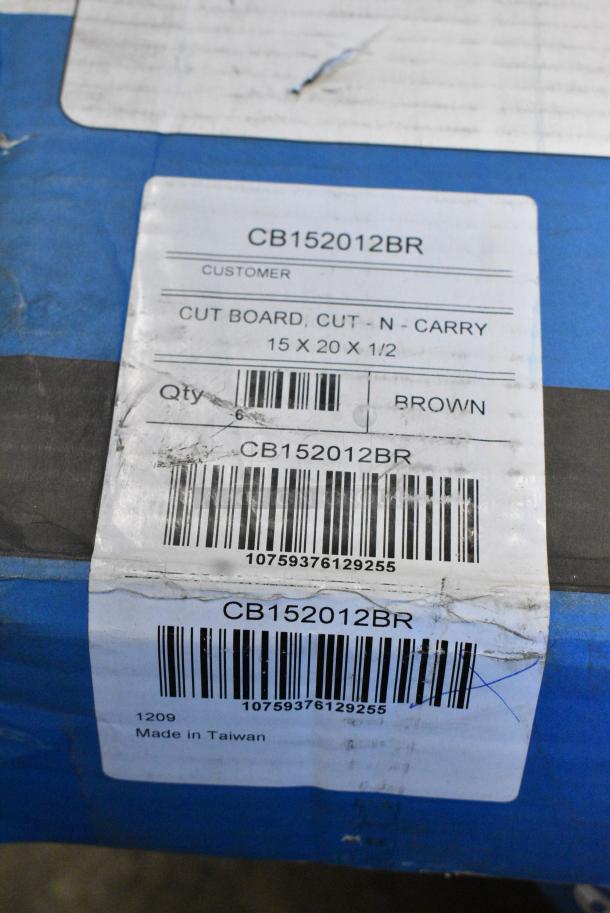 CB152012BR
CUSTOMER
CUT BOARD, CUT - N - CARRY
15 X 20 X 1/2
Qty
6
BROWN
CB152012BR
10759376129255
CB152012BR
10759376129255
1209
Made in Taiwan